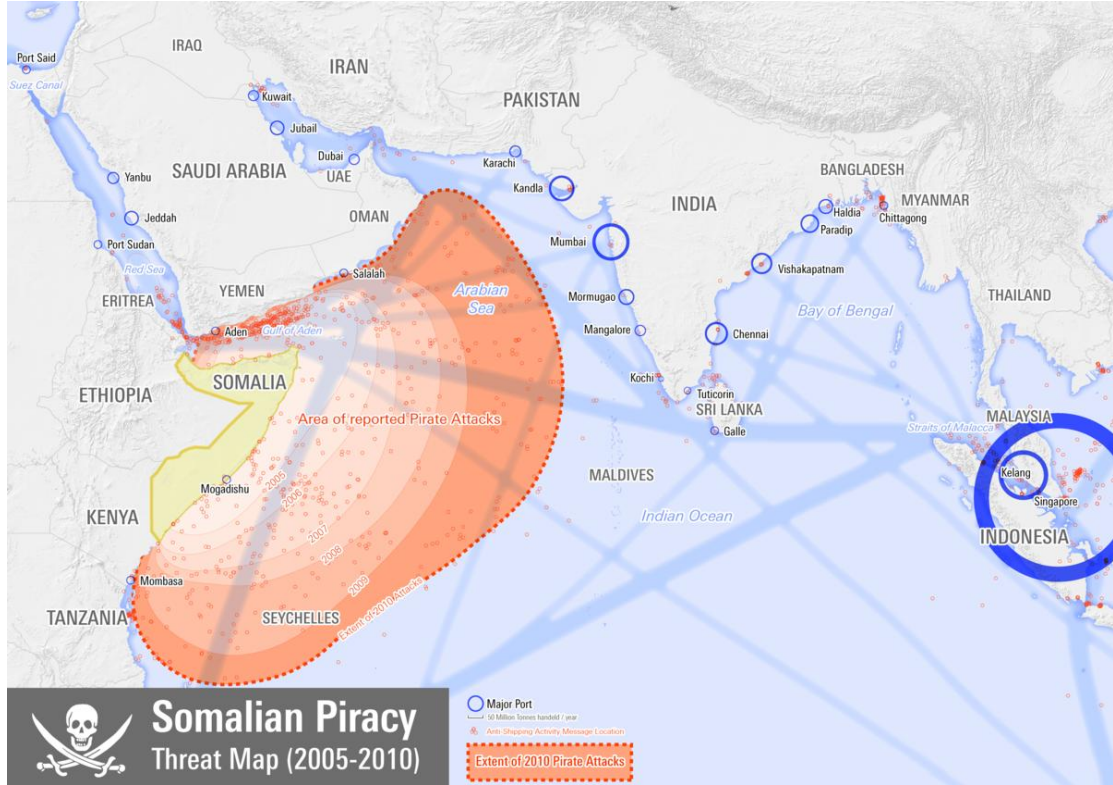 IRAQ
IRAN
Port Said
Suez Canal
Kuwait
PAKISTAN
Jubail
Dubai
UAE
Karachi
SAUDI ARABIA
Yanbu
Kandla
BANGLADESH
MYANMAR
INDIA
Haldia
Chittagong
Paradip
Jeddah
OMAN
Mumbai
Port Sudan
Red Sea
Salalah
Vishakapatnam
YEMEN
Arabian
Sea
Mormugao
THAILAND
ERITREA
Bay of Bengal
Aden
Gulf of Aden
Mangalore
Chennai
SOMALIA
Kochi
ETHIOPIA
Tuticorin
SRI LANKA
MALAYSIA
Area of reported Pirate Attacks
Straits of Malacca
Galle
MALDIVES
Kelang
Mogadishu
2005
2006
Singapore
KENYA
Indian Ocean
2007
INDONESIA
2008
2009
Mombasa
Extent of 2010 Attacks
TANZANIA
SEYCHELLES
Somalian Piracy
Threat Map (2005-2010)
Major Port
50 Million Tonnes handeld / year
Anti-Shipping Activity Message Location
Extent of 2010 Pirate Attacks